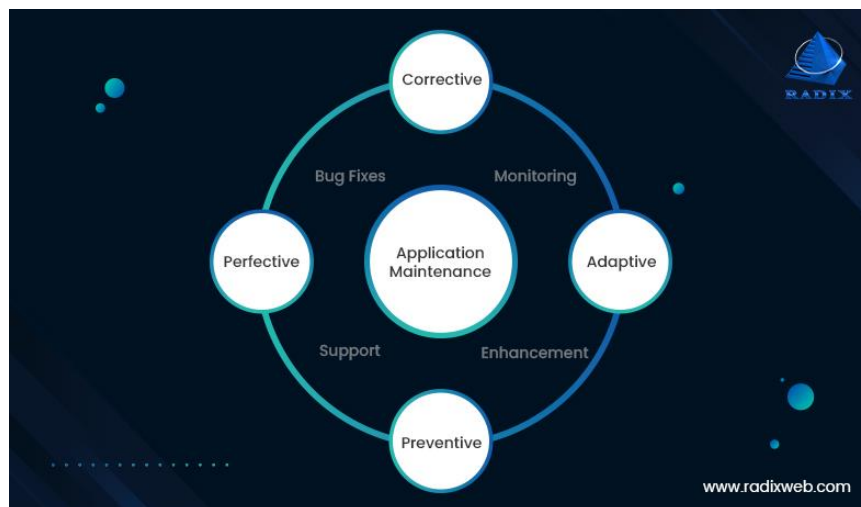 Corrective
RADIX
Bug Fixes
Monitoring
Perfective
Application
Maintenance
Adaptive
Support
Enhancement
Preventive
www.radixweb.com